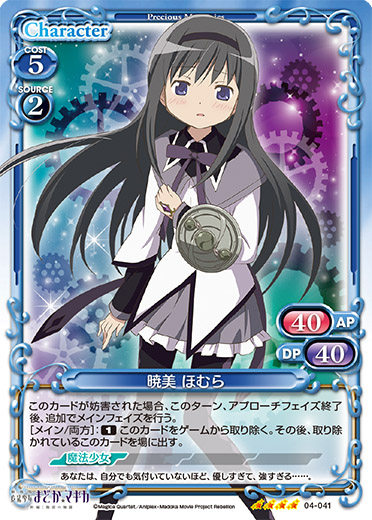 Precious Memories
Character
COST
5
SOURCE
2
40 AP
DP 40
暁美 ほむら
このカードが妨害された場合、このターン、アプローチフェイズ終了
後、追加でメインフェイズを行う。
[メイン/両方]:1 このカードをゲームから取り除く。その後、取り除
かれているこのカードを場に出す。
魔法少女
あなたは、自分でも気付いていないほど、優しすぎて、強すぎる……。
まどか☆マギカ
©Magica Quartet/Aniplex・Madoka Movie Project Rebellion
04-041